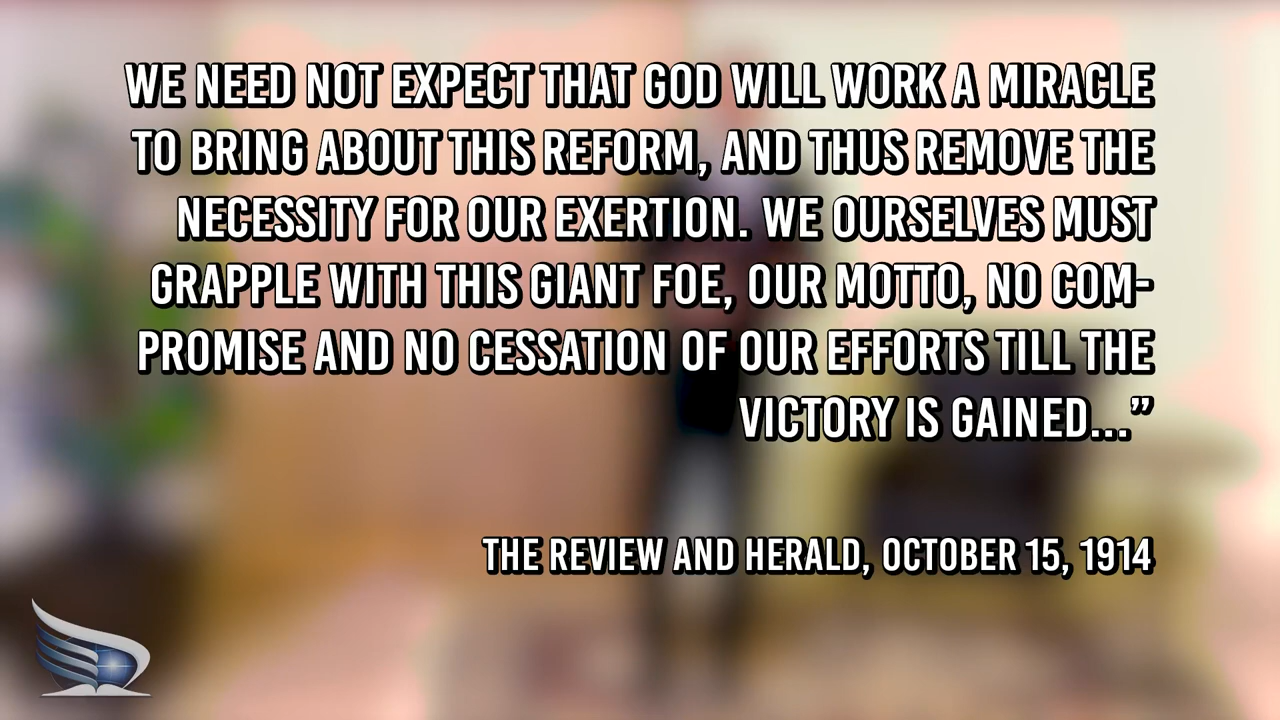 WE NEED NOT EXPECT THAT GOD WILL WORK A MIRACLE
TO BRING ABOUT THIS REFORM, AND THUS REMOVE THE
NECESSITY FOR OUR EXERTION. WE OURSELVES MUST
GRAPPLE WITH THIS GIANT FOE, OUR MOTTO, NO COM-
PROMISE AND NO CESSATION OF OUR EFFORTS TILL THE
VICTORY IS GAINED...”
THE REVIEW AND HERALD, OCTOBER 15, 1914